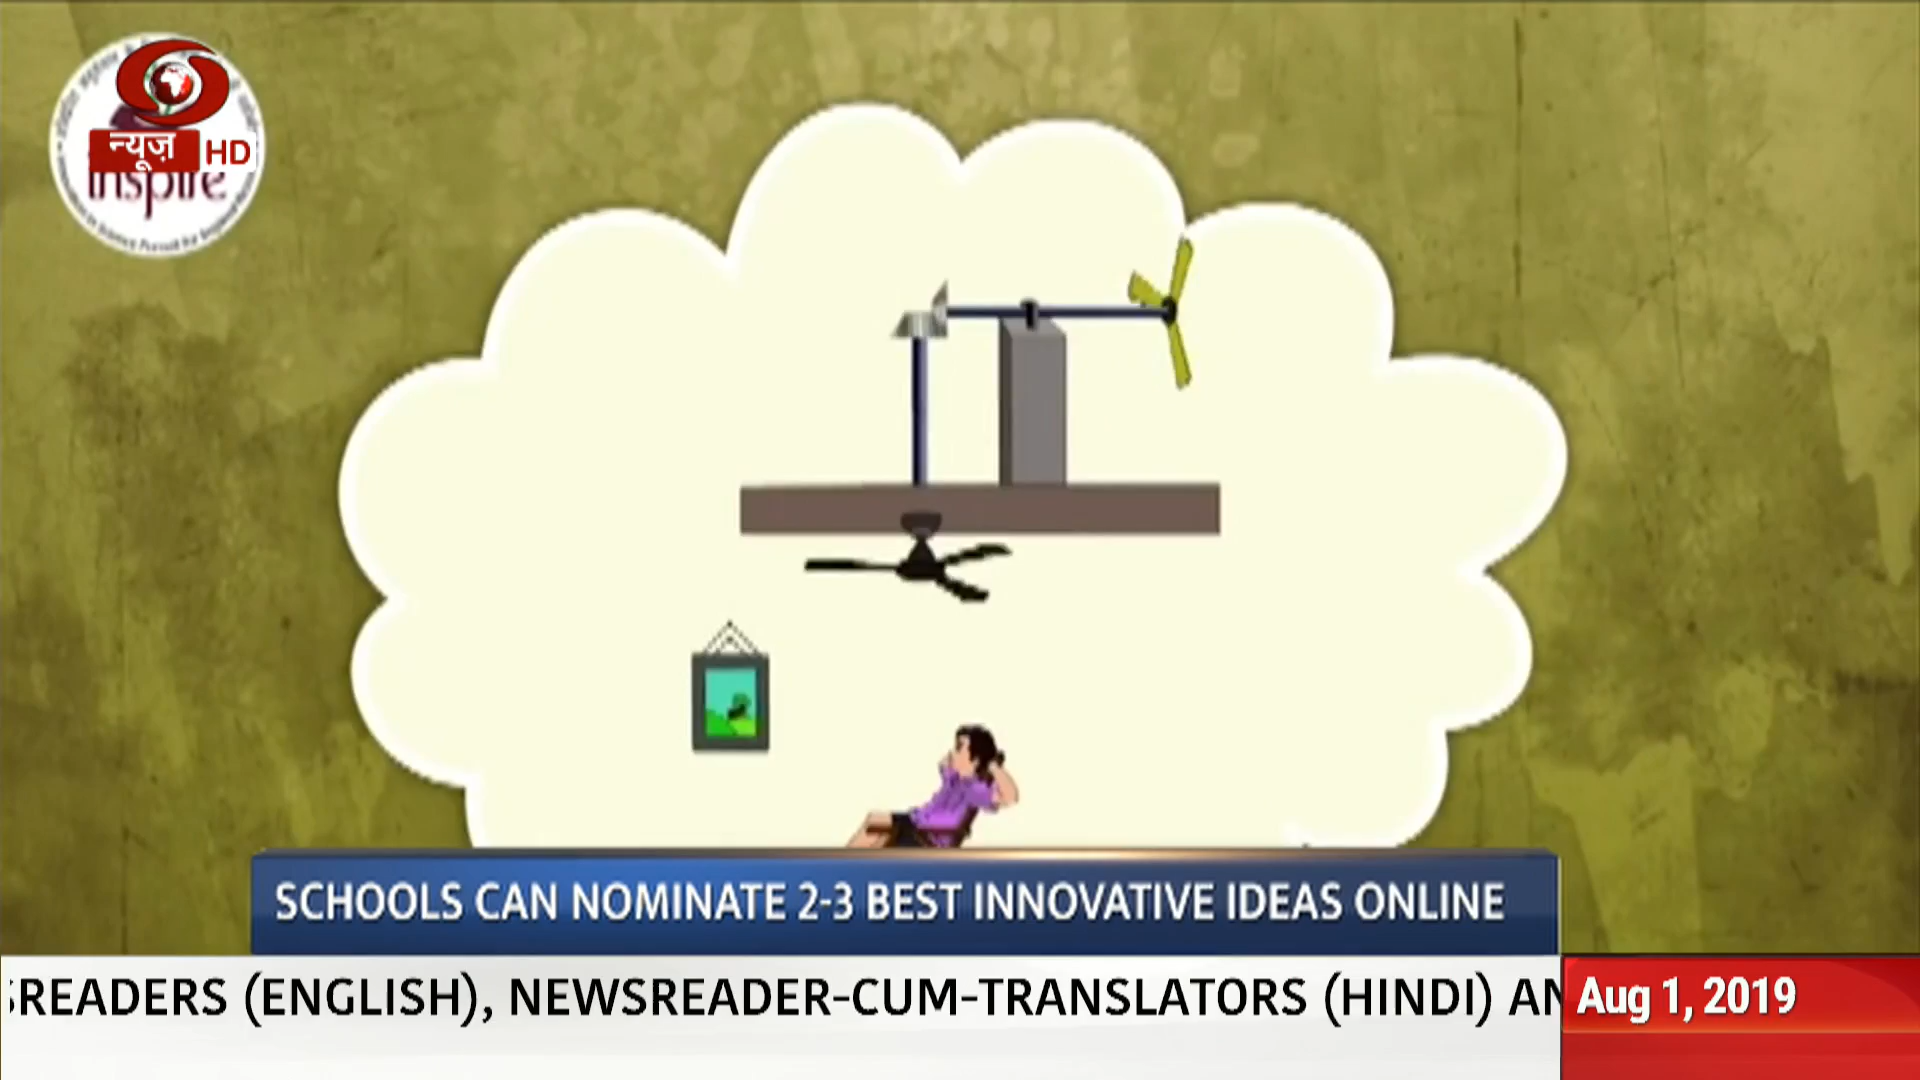 न्यूज़ HD
inspire
SCHOOLS CAN NOMINATE 2-3 BEST INNOVATIVE IDEAS ONLINE
READERS (ENGLISH), NEWSREADER-CUM-TRANSLATORS (HINDI)
Aug 1, 2019